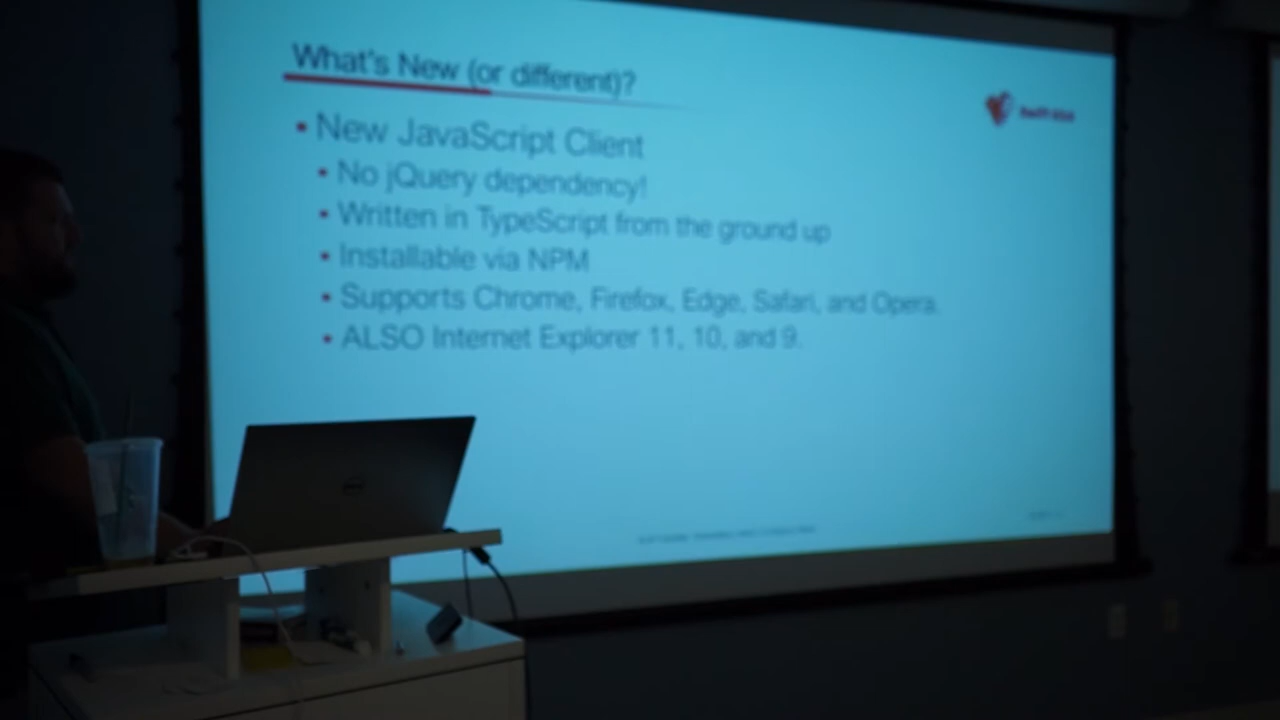 What's New (or different)?
New JavaScript Client
No jQuery dependency!
Written in TypeScript from the ground up
Installable via NPM
Supports Chrome, Firefox, Edge, Safari, and Opera.
ALSO Internet Explorer 11, 10, and 9.